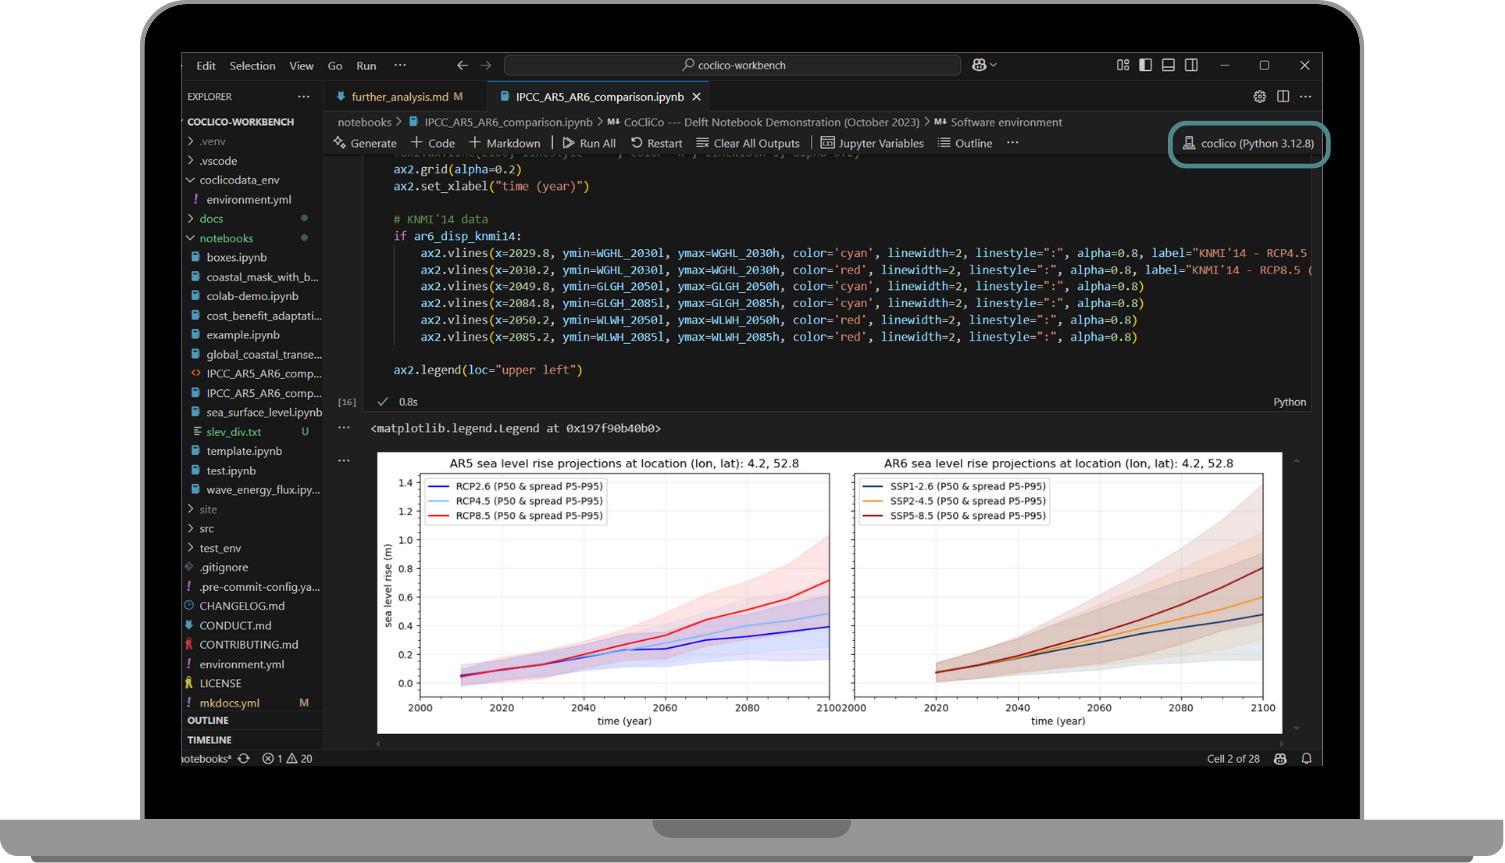 Edit Selection View Go Run ··· coclico-workbench
EXPLORER ···
COCLICO-WORKBENCH
.venv
.vscode
coclicodata_env
! environment.yml
docs
notebooks
boxes.ipynb
coastal_mask_with_b...
colab-demo.ipynb
cost_benefit_adaptati...
example.ipynb
global_coastal_transe...
IPCC_AR5_AR6_comp...
IPCC_AR5_AR6_comp...
sea_surface_level.ipynb
slev_div.txt U
template.ipynb
test.ipynb
wave_energy_flux.ipy...
site
src
test_env
.gitignore
! .pre-commit-config.ya...
CHANGELOG.md
CONDUCT.md
CONTRIBUTING.md
! environment.yml
LICENSE
! mkdocs.yml M
OUTLINE
TIMELINE
further_analysis.md M
IPCC_AR5_AR6_comparison.ipynb
notebooks > IPCC_AR5_AR6_comparison.ipynb > M↓ CoCliCo --- Delft Notebook Demonstration (October 2023) > M↓ Software environment
Generate + Code + Markdown | Run All Restart Clear All Outputs | Jupyter Variables Outline ···
coclico (Python 3.12.8)
ax2.grid(alpha=0.2)
ax2.set_xlabel("time (year)")
# KNMI'14 data
if ar6_disp_knmi14:
ax2.vlines(x=2029.8, ymin=WGHL_2030l, ymax=WGHL_2030h, color='cyan', linewidth=2, linestyle=":", alpha=0.8, label="KNMI'14 - RCP4.5
ax2.vlines(x=2030.2, ymin=WGHL_2030l, ymax=WGHL_2030h, color='red', linewidth=2, linestyle=":", alpha=0.8, label="KNMI'14 - RCP8.5 (
ax2.vlines(x=2049.8, ymin=GLGH_2050l, ymax=GLGH_2050h, color='cyan', linewidth=2, linestyle=":", alpha=0.8)
ax2.vlines(x=2084.8, ymin=GLGH_2085l, ymax=GLGH_2085h, color='cyan', linewidth=2, linestyle=":", alpha=0.8)
ax2.vlines(x=2050.2, ymin=WLWH_2050l, ymax=WLWH_2050h, color='red', linewidth=2, linestyle=":", alpha=0.8)
ax2.vlines(x=2085.2, ymin=WLWH_2085l, ymax=WLWH_2085h, color='red', linewidth=2, linestyle=":", alpha=0.8)
ax2.legend(loc="upper left")
[16] 0.8s Python
<matplotlib.legend.Legend at 0x197f90b40b0>
AR5 sea level rise projections at location (lon, lat): 4.2, 52.8
RCP2.6 (P50 & spread P5-P95)
RCP4.5 (P50 & spread P5-P95)
RCP8.5 (P50 & spread P5-P95)
sea level rise (m)
1.4
1.2
1.0
0.8
0.6
0.4
0.2
0.0
2000 2020 2040 2060 2080 2100
time (year)
AR6 sea level rise projections at location (lon, lat): 4.2, 52.8
SSP1-2.6 (P50 & spread P5-P95)
SSP2-4.5 (P50 & spread P5-P95)
SSP5-8.5 (P50 & spread P5-P95)
2000 2020 2040 2060 2080 2100
time (year)
notebooks* 1 20 Cell 2 of 28